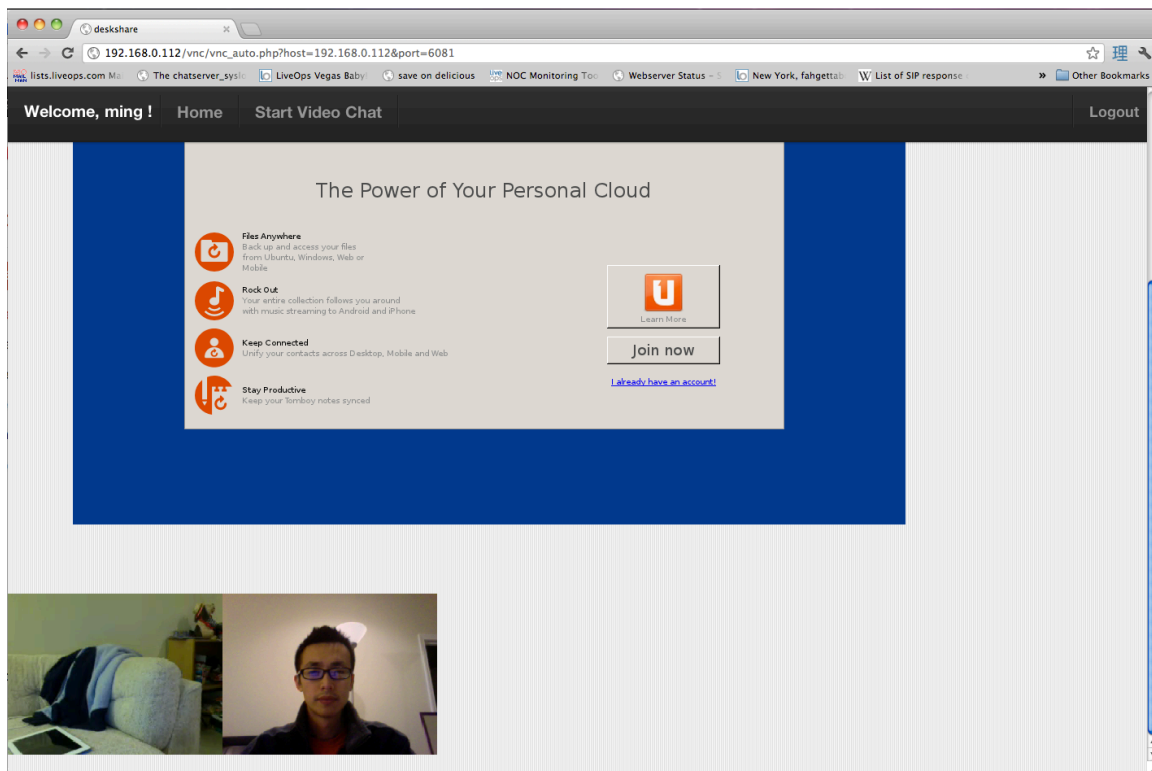 deskshare
192.168.0.112/vnc/vnc_auto.php?host=192.168.0.112&port=6081
理
lists.liveops.com Ma The chatserver_syslo LiveOps Vegas Baby! save on delicious NOC Monitoring Too Webserver Status – S New York, fahgettab W List of SIP response » Other Bookmarks
Welcome, ming ! Home Start Video Chat Logout
The Power of Your Personal Cloud
Files Anywhere
Back up and access your files
from Ubuntu, Windows, Web or
Mobile
Rock Out
Your entire collection follows you around
with music streaming to Android and iPhone
Keep Connected
Unify your contacts across Desktop, Mobile and Web
Stay Productive
Keep your Tomboy notes synced
Learn More
Join now
I already have an account!